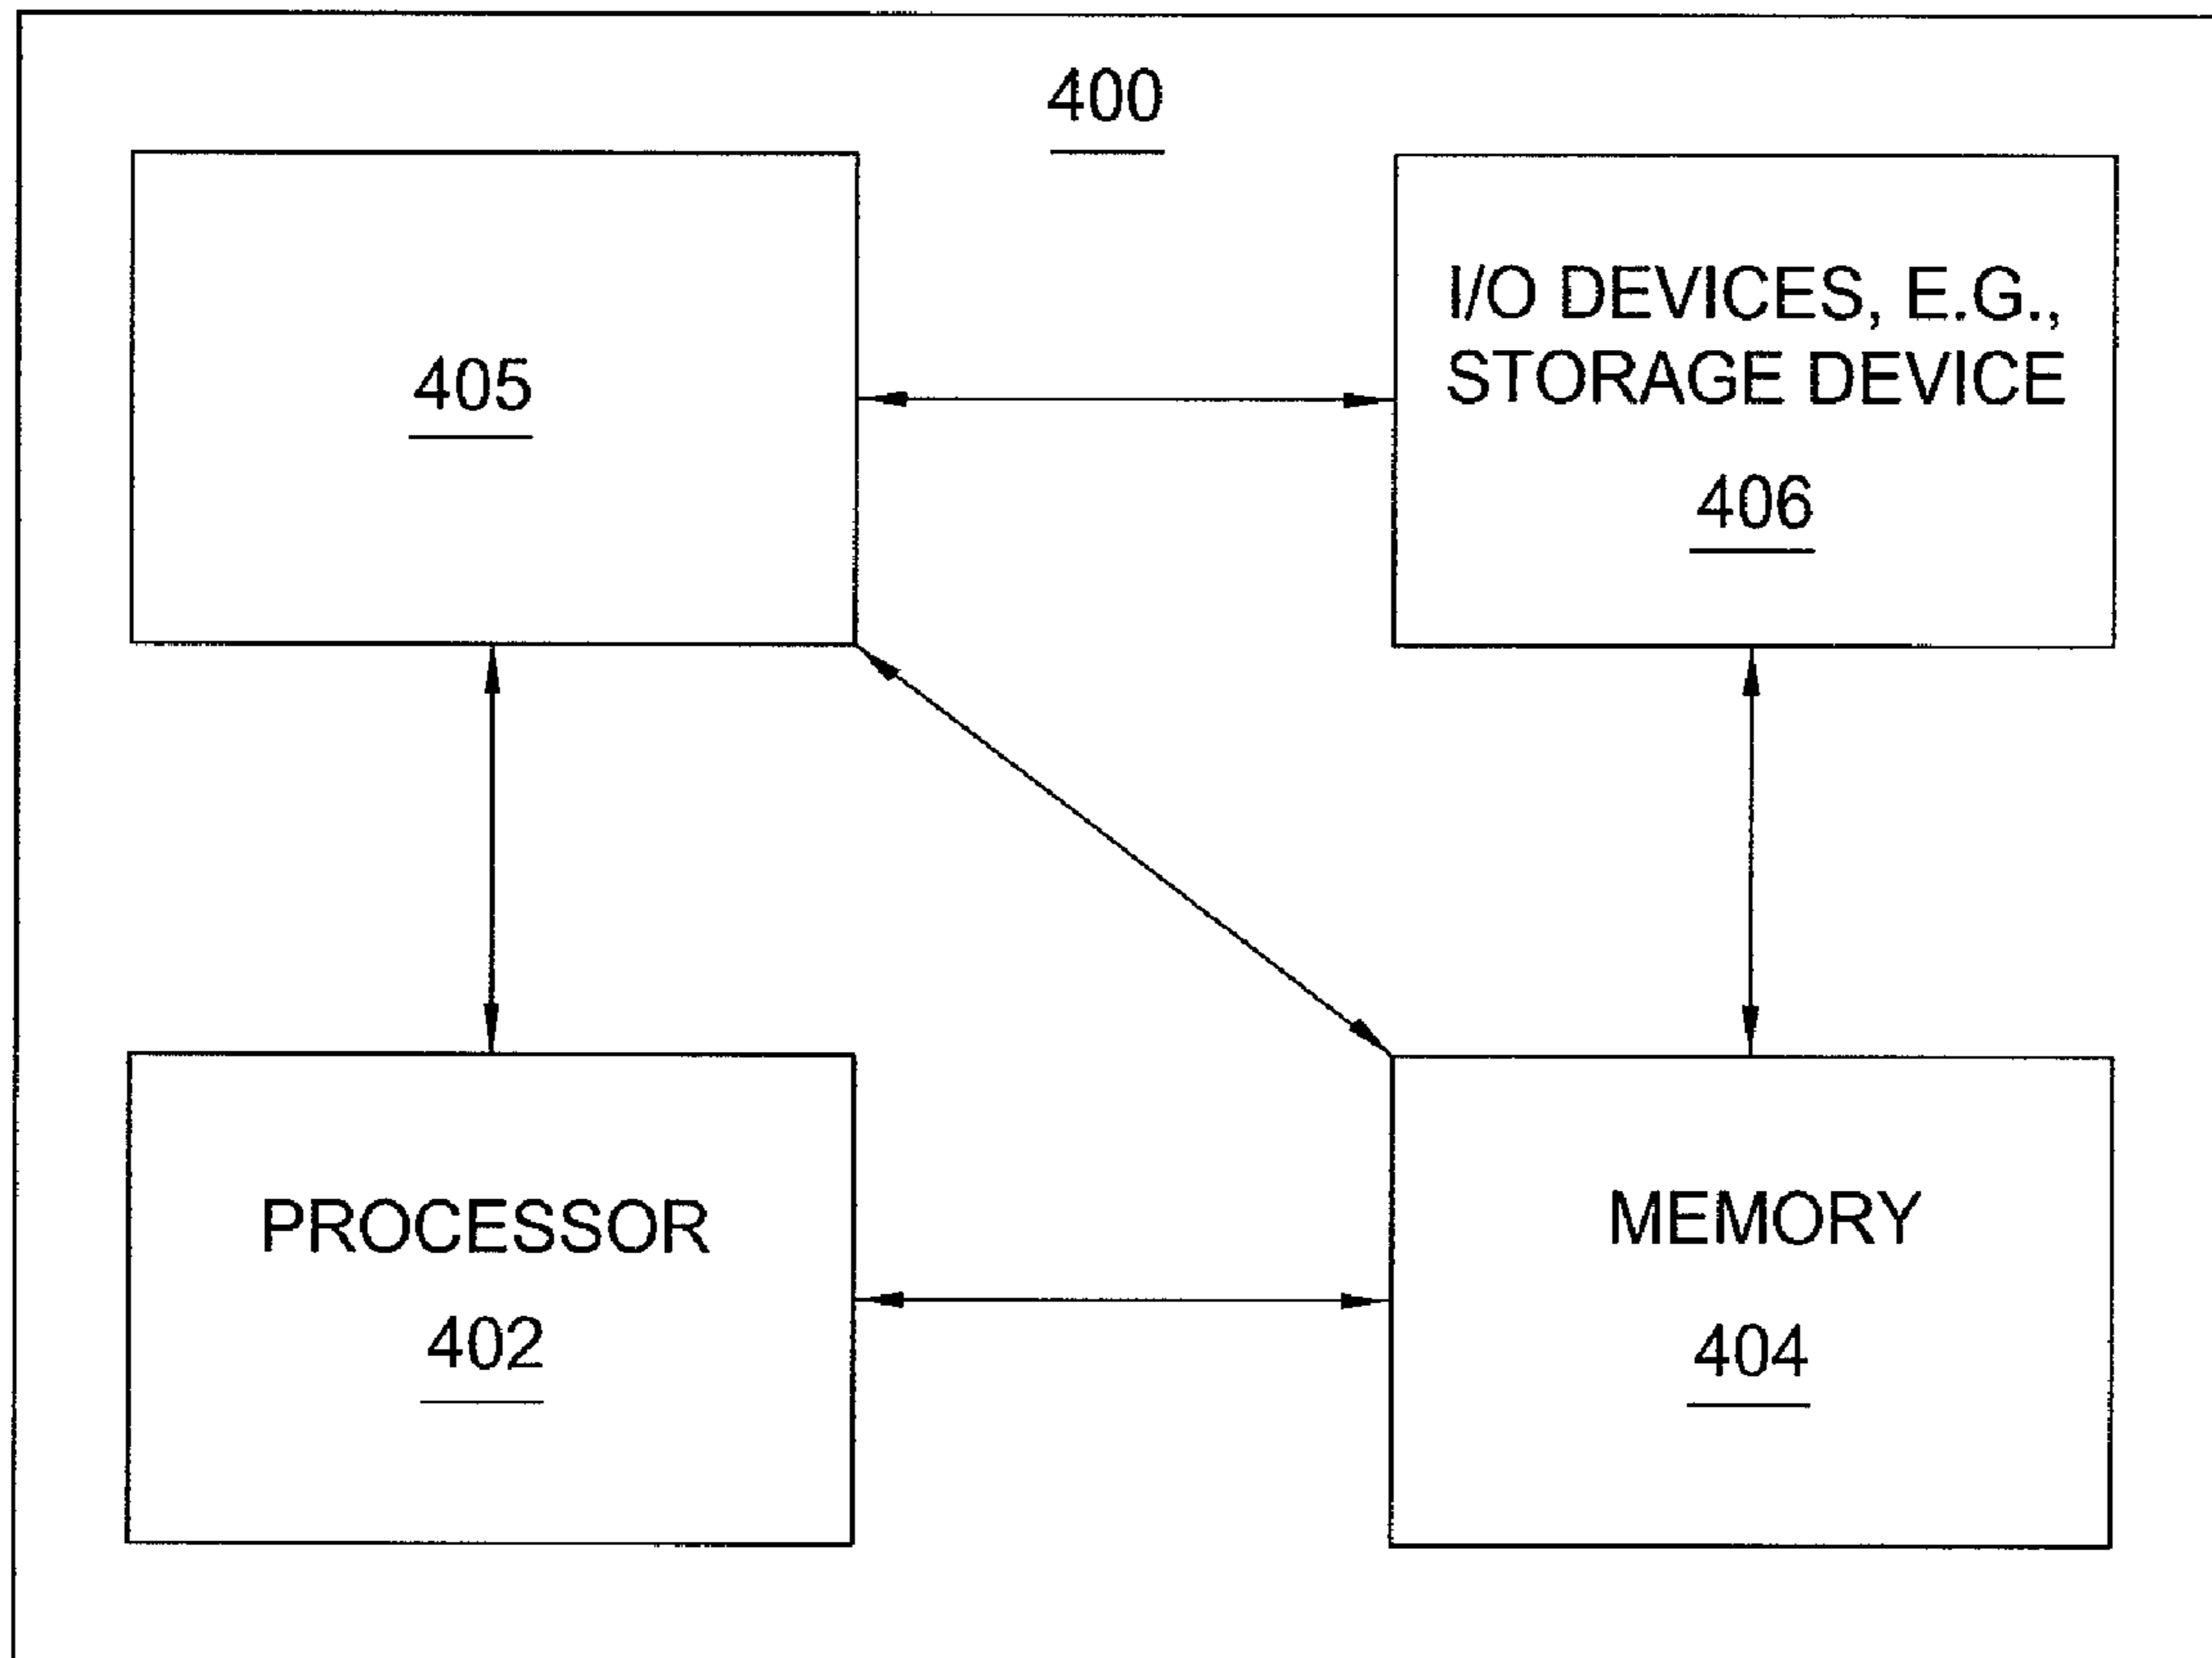 400
405
I/O DEVICES, E.G.,
STORAGE DEVICE
406
PROCESSOR
402
MEMORY
404